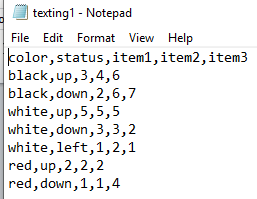 texting1 - Notepad
File Edit Format View Help
color,status,item1,item2,item3
black,up,3,4,6
black,down,2,6,7
white,up,5,5,5
white,down,3,3,2
white,left,1,2,1
red,up,2,2,2
red,down,1,1,4